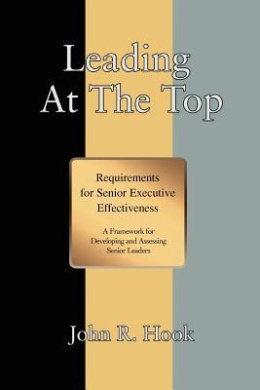 Leading
At The Top
Requirements
for Senior Executive
Effectiveness
A Framework for
Developing and Assessing
Senior Leaders
John R. Hook